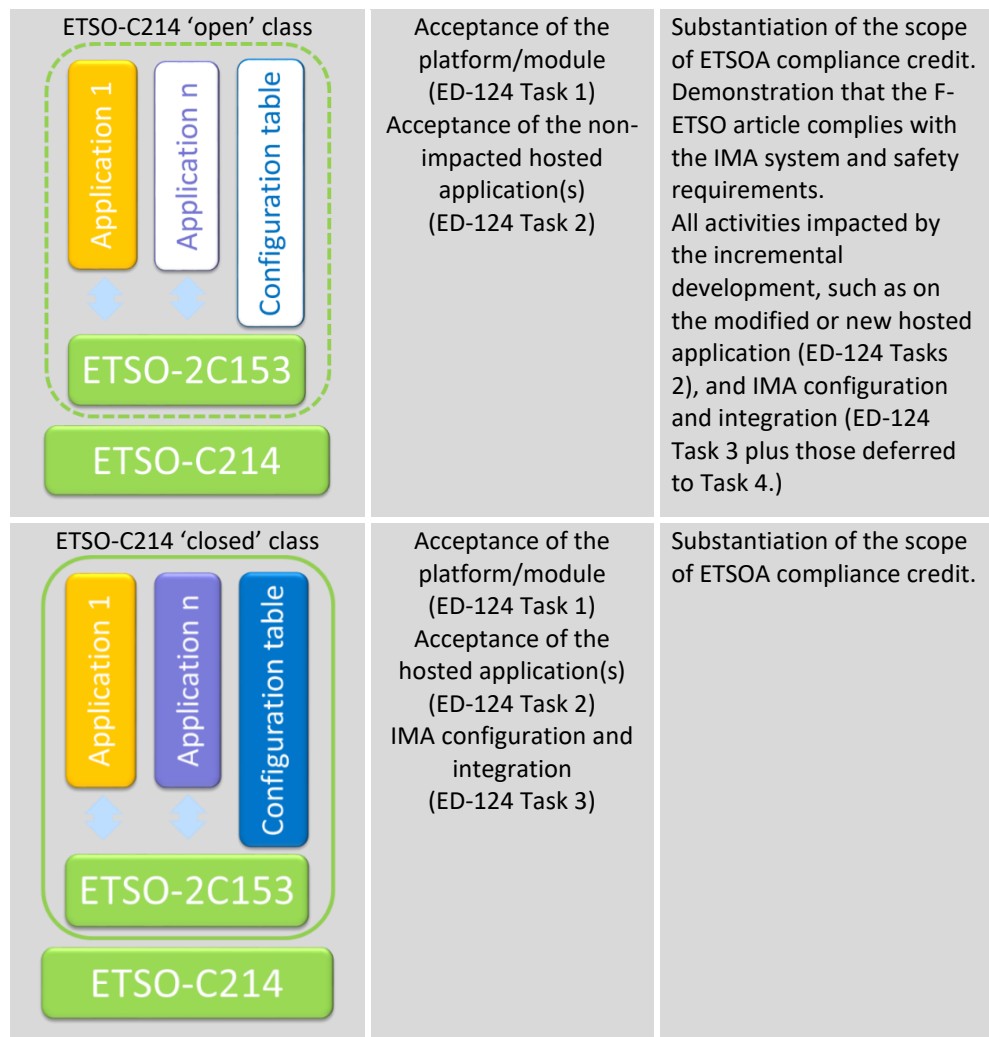 ETSO-C214 ‘open’ class
Application 1
Application n
Configuration table
ETSO-2C153
ETSO-C214
Acceptance of the
platform/module
(ED-124 Task 1)
Acceptance of the non-
impacted hosted
application(s)
(ED-124 Task 2)
Substantiation of the scope
of ETSOA compliance credit.
Demonstration that the F-
ETSO article complies with
the IMA system and safety
requirements.
All activities impacted by
the incremental
development, such as on
the modified or new hosted
application (ED-124 Tasks
2), and IMA configuration
and integration (ED-124
Task 3 plus those deferred
to Task 4.)
ETSO-C214 ‘closed’ class
Application 1
Application n
Configuration table
ETSO-2C153
ETSO-C214
Acceptance of the
platform/module
(ED-124 Task 1)
Acceptance of the
hosted application(s)
(ED-124 Task 2)
IMA configuration and
integration
(ED-124 Task 3)
Substantiation of the scope
of ETSOA compliance credit.